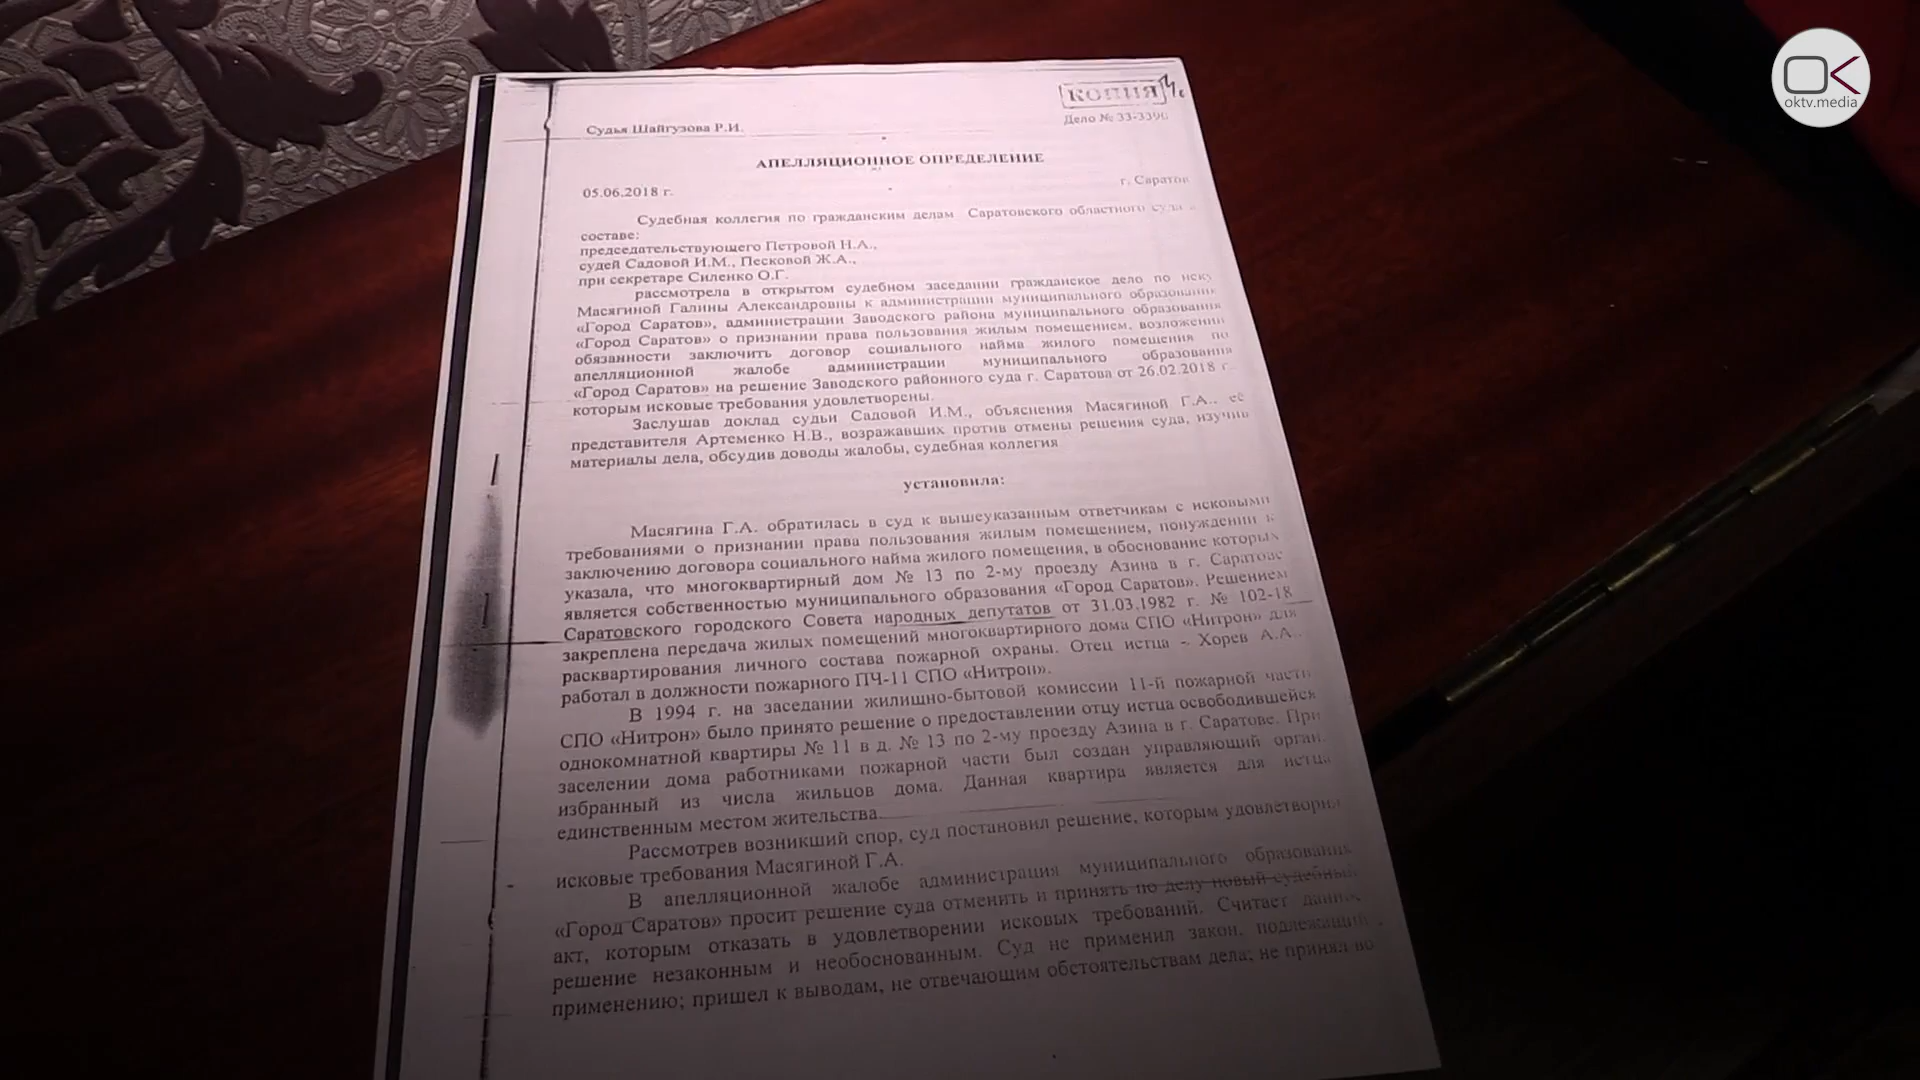 КОПИЯ
oktv.media
Судья Шайгузова Р.И.
Дело № 33-3390
АПЕЛЛЯЦИОННОЕ ОПРЕДЕЛЕНИЕ
05.06.2018 г.
г. Саратов
Судебная коллегия по гражданским делам Саратовского областного суда в
составе:
председательствующего Петровой Н.А.,
судей Садовой И.М., Песковой Ж.А.,
при секретаре Силенко О.Г.
рассмотрела в открытом судебном заседании гражданское дело по иску
Масягиной Галины Александровны к администрации муниципального образования
«Город Саратов», администрации Заводского района муниципального образования
«Город Саратов» о признании права пользования жилым помещением, возложении
обязанности заключить договор социального найма жилого помещения по
апелляционной жалобе администрации муниципального образования
«Город Саратов» на решение Заводского районного суда г. Саратова от 26.02.2018 г.,
которым исковые требования удовлетворены.
Заслушав доклад судьи Садовой И.М., объяснения Масягиной Г.А., её
представителя Артеменко Н.В., возражавших против отмены решения суда, изучив
материалы дела, обсудив доводы жалобы, судебная коллегия
установила:
Масягина Г.А. обратилась в суд к вышеуказанным ответчикам с исковыми
требованиями о признании права пользования жилым помещением, понуждении к
заключению договора социального найма жилого помещения, в обоснование которых
указала, что многоквартирный дом № 13 по 2-му проезду Азина в г. Саратове
является собственностью муниципального образования «Город Саратов». Решением
Саратовского городского Совета народных депутатов от 31.03.1982 г. № 102-18
закреплена передача жилых помещений многоквартирного дома СПО «Нитрон» для
расквартирования личного состава пожарной охраны. Отец истца - Хорев А.А.,
работал в должности пожарного ПЧ-11 СПО «Нитрон».
В 1994 г. на заседании жилищно-бытовой комиссии 11-й пожарной части
СПО «Нитрон» было принято решение о предоставлении отцу истца освободившейся
однокомнатной квартиры № 11 в д. № 13 по 2-му проезду Азина в г. Саратове. При
заселении дома работниками пожарной части был создан управляющий орган,
избранный из числа жильцов дома. Данная квартира является для истца
единственным местом жительства.
Рассмотрев возникший спор, суд постановил решение, которым удовлетворил
исковые требования Масягиной Г.А.
В апелляционной жалобе администрация муниципального образования
«Город Саратов» просит решение суда отменить и принять по делу новый судебный
акт, которым отказать в удовлетворении исковых требований. Считает данное
решение незаконным и необоснованным. Суд не применил закон, подлежащий
применению; пришел к выводам, не отвечающим обстоятельствам дела; не принял во